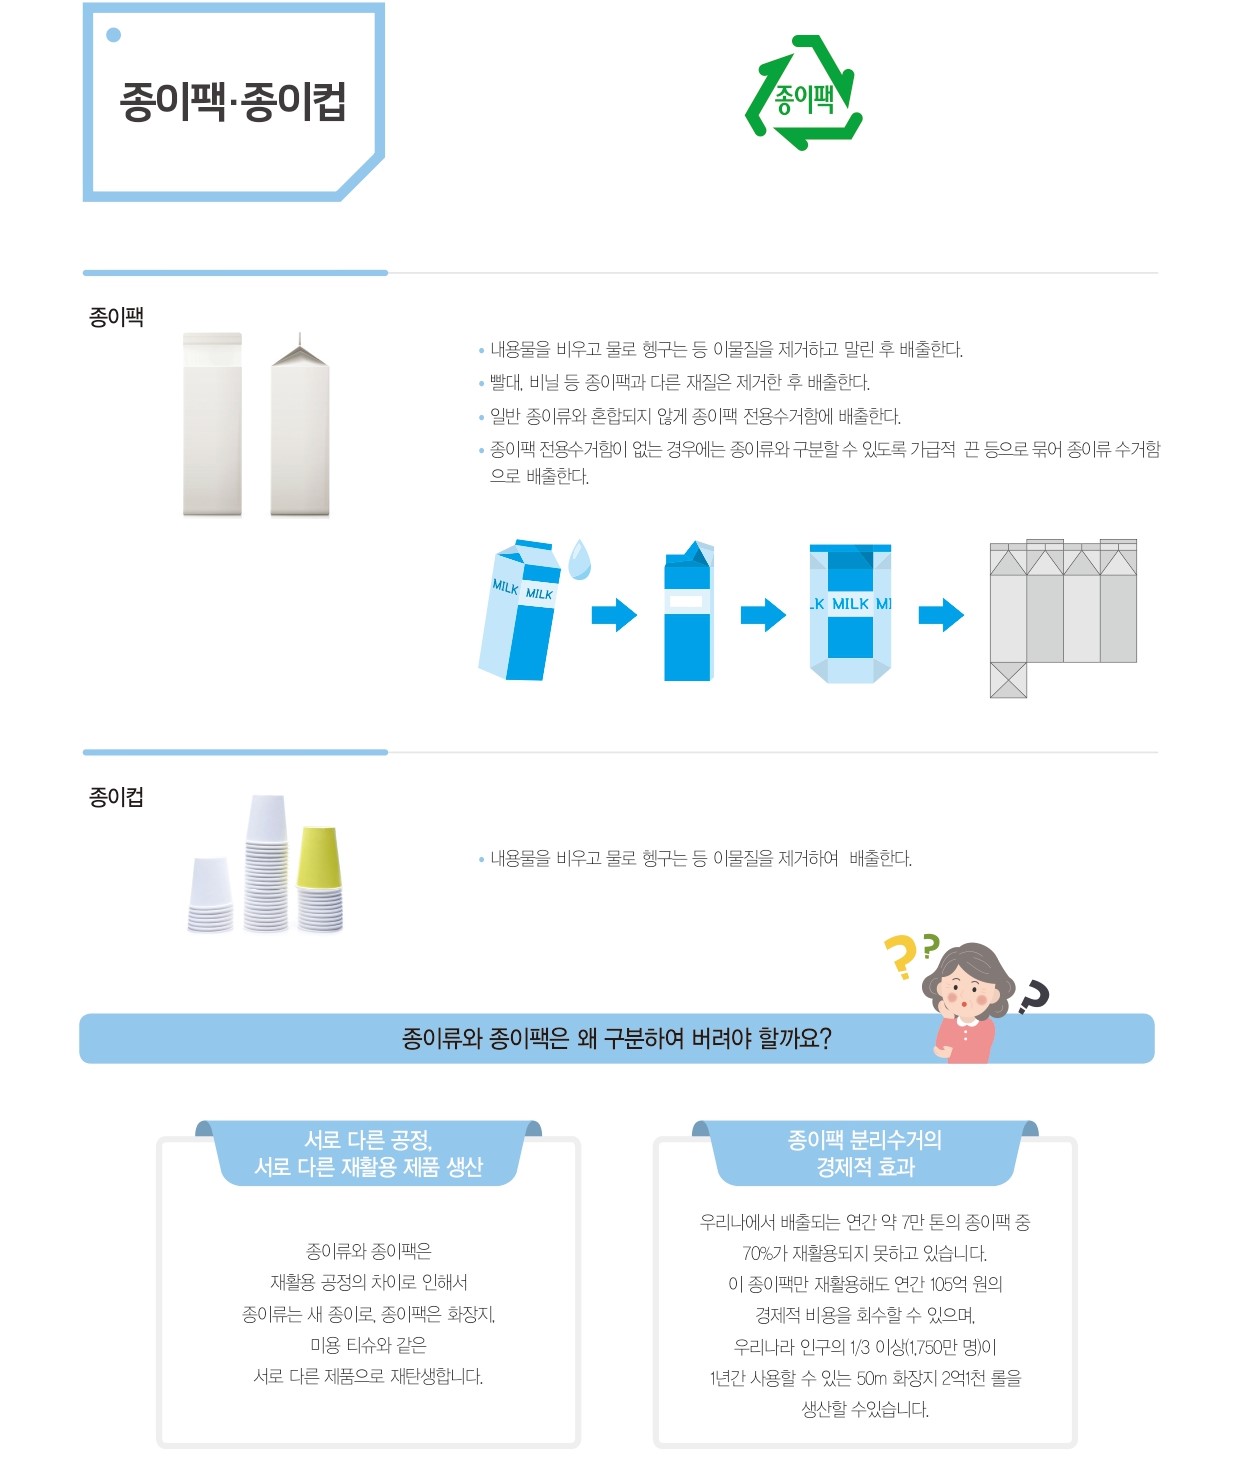 종이팩·종이컵
종이팩
종이팩
• 내용물을 비우고 물로 헹구는 등 이물질을 제거하고 말린 후 배출한다.
• 빨대, 비닐 등 종이팩과 다른 재질은 제거한 후 배출한다.
• 일반 종이류와 혼합되지 않게 종이팩 전용수거함에 배출한다.
• 종이팩 전용수거함이 없는 경우에는 종이류와 구분할 수 있도록 가급적 끈 등으로 묶어 종이류 수거함
으로 배출한다.
MILK MILK
LK MILK MI
종이컵
• 내용물을 비우고 물로 헹구는 등 이물질을 제거하여 배출한다.
? ? ?
종이류와 종이팩은 왜 구분하여 버려야 할까요?
서로 다른 공정,
서로 다른 재활용 제품 생산
종이류와 종이팩은
재활용 공정의 차이로 인해서
종이류는 새 종이로, 종이팩은 화장지,
미용 티슈와 같은
서로 다른 제품으로 재탄생합니다.
종이팩 분리수거의
경제적 효과
우리나에서 배출되는 연간 약 7만 톤의 종이팩 중
70%가 재활용되지 못하고 있습니다.
이 종이팩만 재활용해도 연간 105억 원의
경제적 비용을 회수할 수 있으며,
우리나라 인구의 1/3 이상(1,750만 명)이
1년간 사용할 수 있는 50m 화장지 2억1천 롤을
생산할 수있습니다.